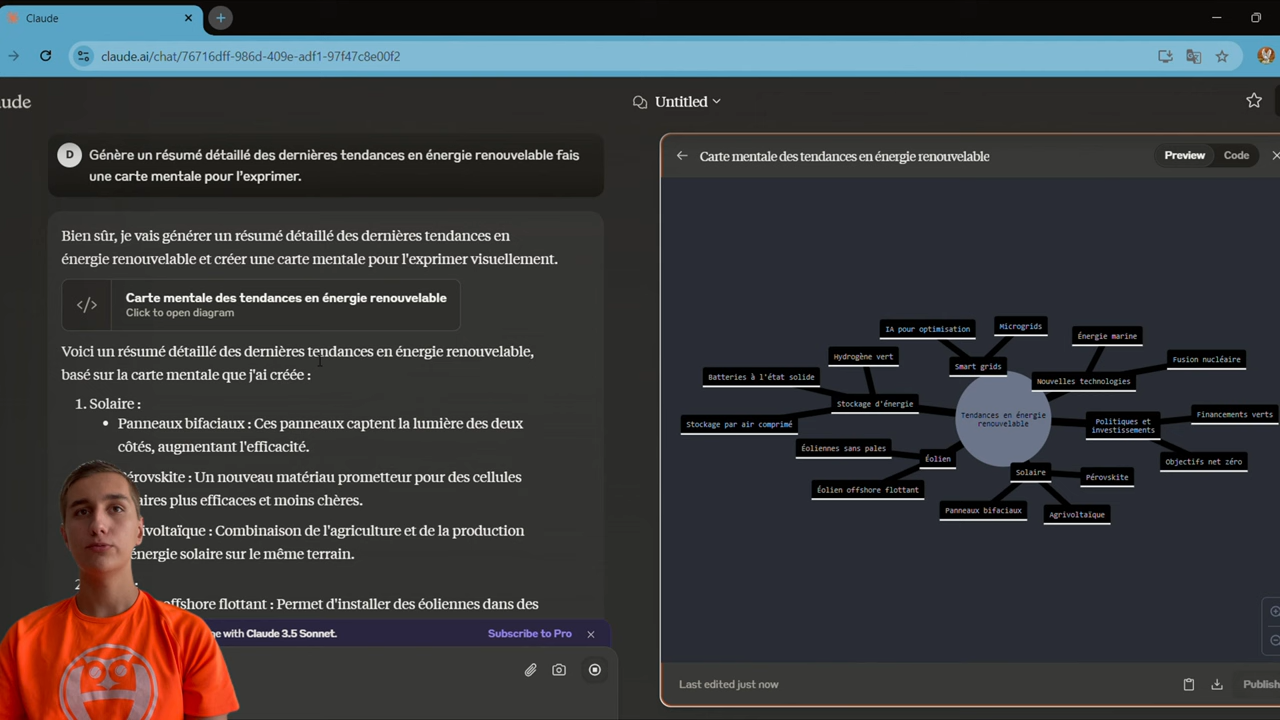 Claude
claude.ai/chat/76716dff-986d-409e-adf1-97f47c8e00f2
Untitled
D
Génère un résumé détaillé des dernières tendances en énergie renouvelable fais
une carte mentale pour l'exprimer.
Bien sûr, je vais générer un résumé détaillé des dernières tendances en
énergie renouvelable et créer une carte mentale pour l'exprimer visuellement.
</>
Carte mentale des tendances en énergie renouvelable
Click to open diagram
Voici un résumé détaillé des dernières tendances en énergie renouvelable,
basé sur la carte mentale que j'ai créée :
1. Solaire :
• Panneaux bifaciaux : Ces panneaux captent la lumière des deux
côtés, augmentant l'efficacité.
Un nouveau matériau prometteur pour des cellules
plus efficaces et moins chères.
Combinaison de l'agriculture et de la production
solaire sur le même terrain.
offshore flottant : Permet d'installer des éoliennes dans des
with Claude 3.5 Sonnet.
Subscribe to Pro
Carte mentale des tendances en énergie renouvelable
Preview
Code
IA pour optimisation
Microgrids
Énergie marine
Hydrogène vert
Smart grids
Fusion nucléaire
Batteries à l'état solide
Nouvelles technologies
Stockage d'énergie
Tendances en énergie
renouvelable
Politiques et
investissements
Financements verts
Stockage par air comprimé
Éoliennes sans pales
Éolien
Objectifs net zéro
Solaire
Pérovskite
Éolien offshore flottant
Panneaux bifaciaux
Agrivoltaïque
Last edited just now
Publish